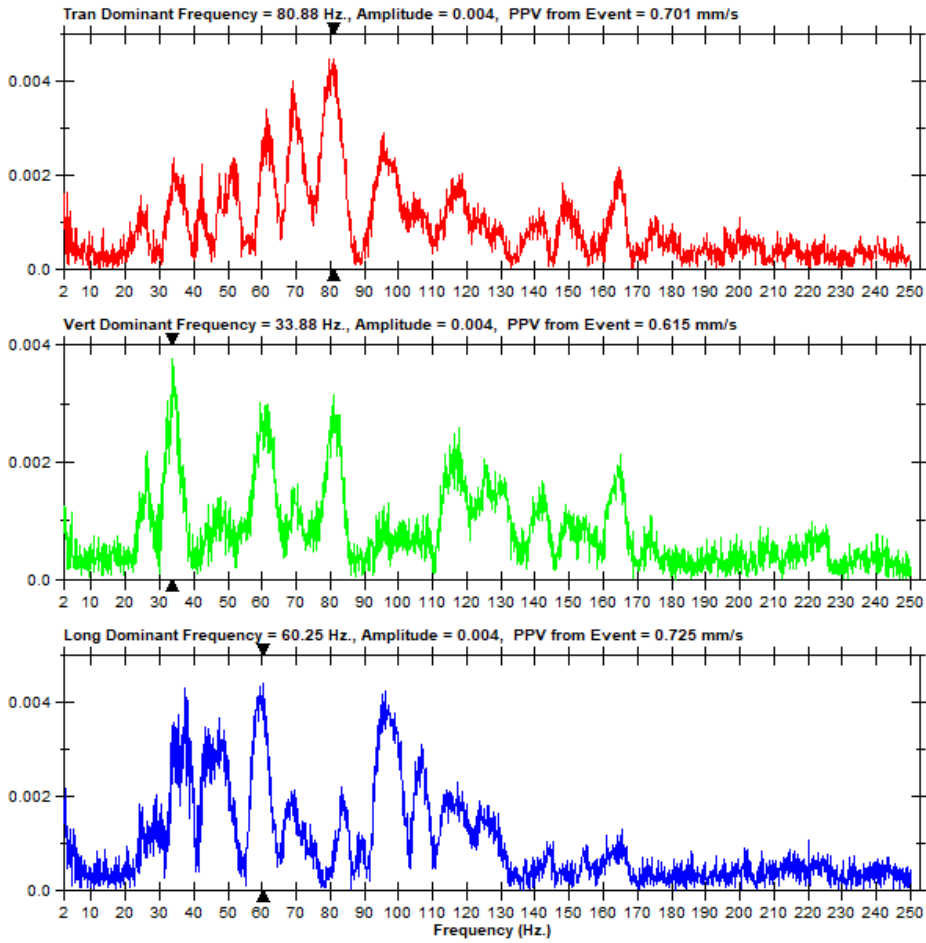 Tran Dominant Frequency = 80.88 Hz., Amplitude = 0.004, PPV from Event = 0.701 mm/s
0.004
0.002
0.0
2 10 20 30 40 50 60 70 80 90 100 110 120 130 140 150 160 170 180 190 200 210 220 230 240 250
Vert Dominant Frequency = 33.88 Hz., Amplitude = 0.004, PPV from Event = 0.615 mm/s
0.004
0.002
0.0
2 10 20 30 40 50 60 70 80 90 100 110 120 130 140 150 160 170 180 190 200 210 220 230 240 250
Long Dominant Frequency = 60.25 Hz., Amplitude = 0.004, PPV from Event = 0.725 mm/s
0.004
0.002
0.0
2 10 20 30 40 50 60 70 80 90 100 110 120 130 140 150 160 170 180 190 200 210 220 230 240 250
Frequency (Hz.)